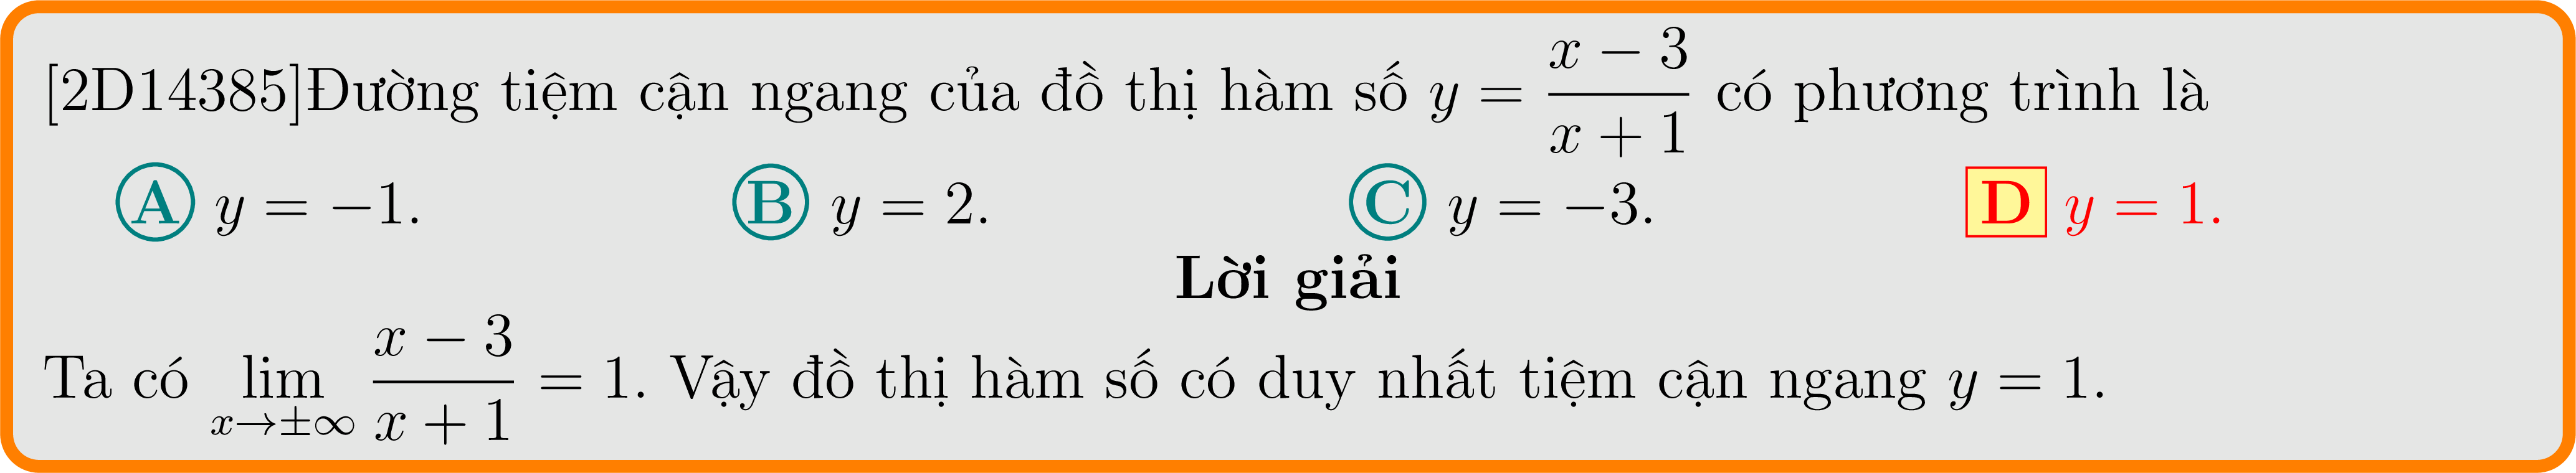 [2D14385]Đường tiệm cận ngang của đồ thị hàm số $y = \dfrac{x-3}{x+1}$ có phương trình là
Ⓐ $y = -1$. Ⓑ $y = 2$. Ⓒ $y = -3$. D $y = 1$.
Lời giải
Ta có $\lim\limits_{x \to \pm\infty} \dfrac{x-3}{x+1} = 1$. Vậy đồ thị hàm số có duy nhất tiệm cận ngang $y = 1$.